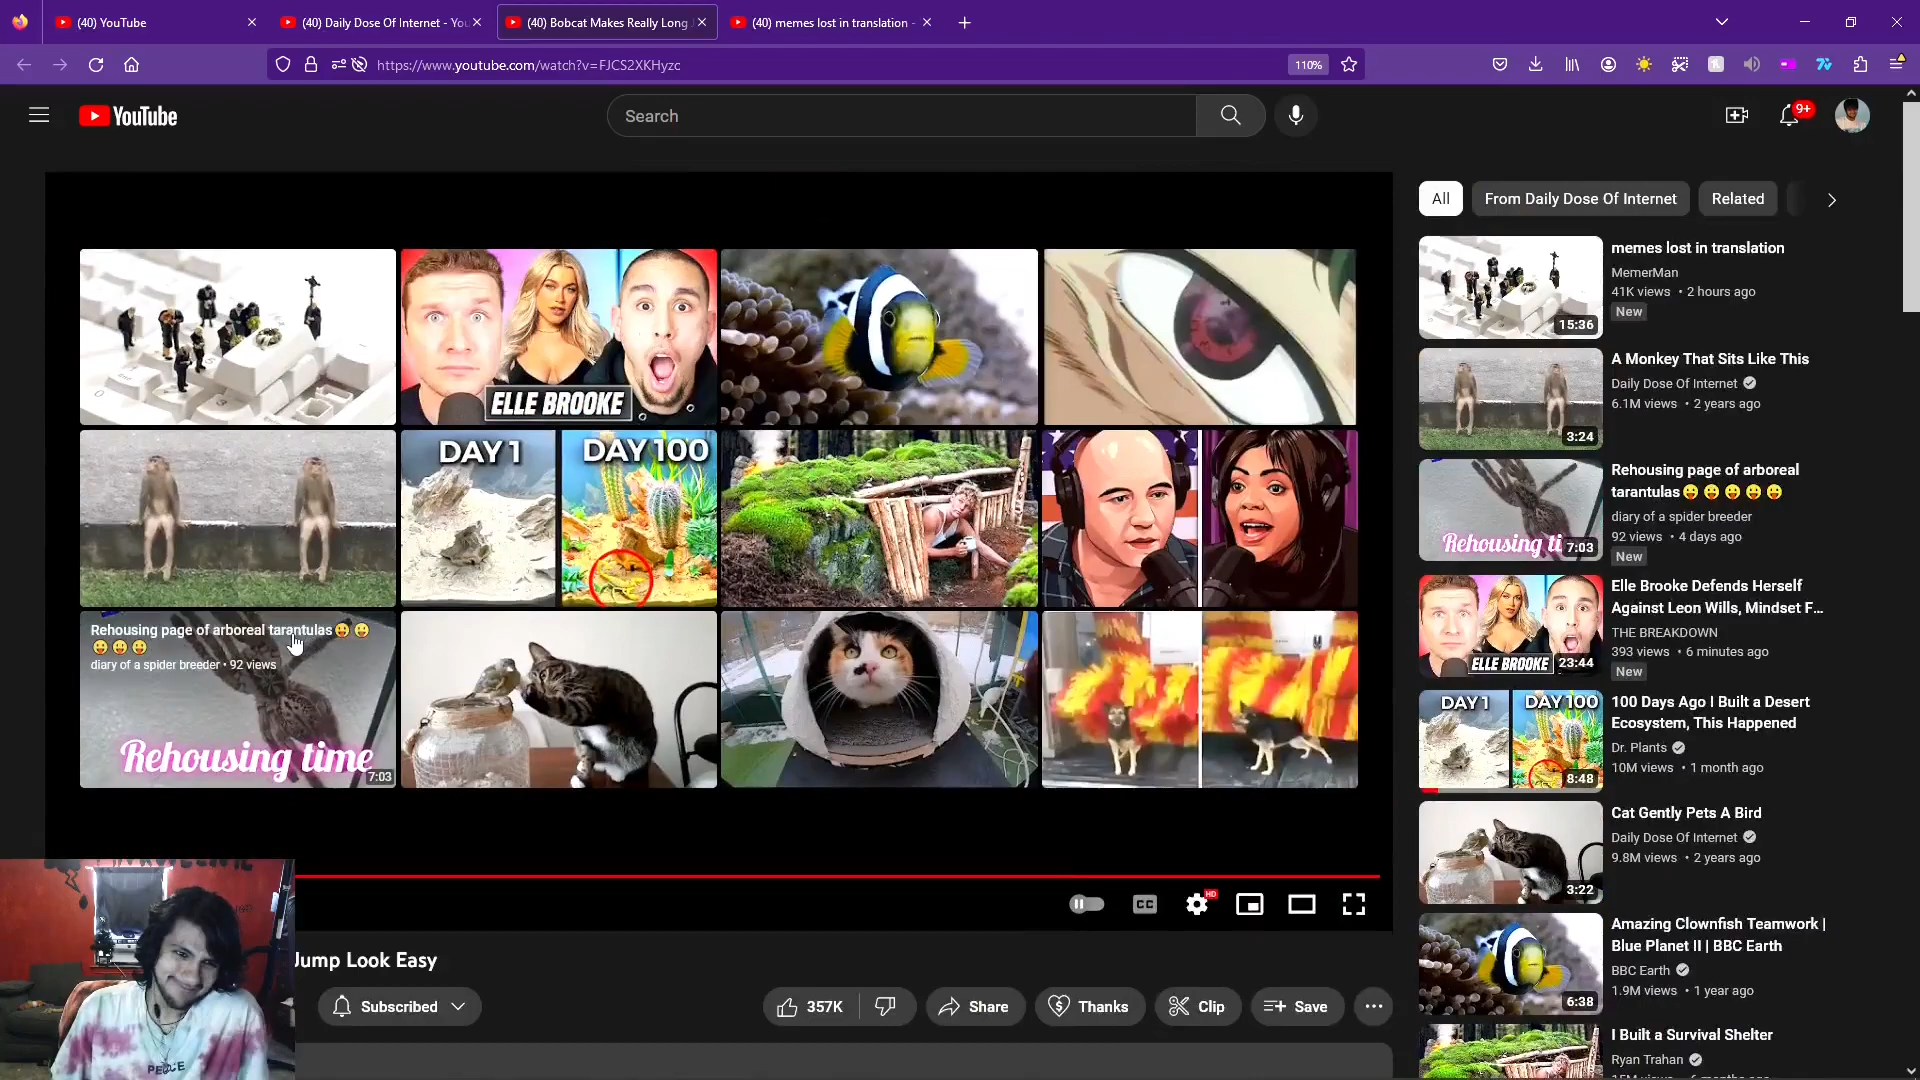 (40) YouTube
(40) Daily Dose Of Internet - You
(40) Bobcat Makes Really Long
(40) memes lost in translation -
https://www.youtube.com/watch?v=FJCS2XKHyzc
110%
YouTube
Search
9+
All
From Daily Dose Of Internet
Related
ELLE BROOKE
DAY 1
DAY 100
Rehousing page of arboreal tarantulas😛 😛
😛 😛 😛
diary of a spider breeder • 92 views
Rehousing time
7:03
CC
HD
Jump Look Easy
Subscribed
357K
Share
Thanks
Clip
Save
PEACE
15:36
memes lost in translation
MemerMan
41K views • 2 hours ago
New
3:24
A Monkey That Sits Like This
Daily Dose Of Internet
6.1M views • 2 years ago
Rehousing ti
7:03
Rehousing page of arboreal
tarantulas😛 😛 😛 😛 😛
diary of a spider breeder
92 views • 4 days ago
New
ELLE BROOKE
23:44
Elle Brooke Defends Herself
Against Leon Wills, Mindset F...
THE BREAKDOWN
393 views • 6 minutes ago
New
DAY 1
DAY 100
8:48
100 Days Ago I Built a Desert
Ecosystem, This Happened
Dr. Plants
10M views • 1 month ago
3:22
Cat Gently Pets A Bird
Daily Dose Of Internet
9.8M views • 2 years ago
6:38
Amazing Clownfish Teamwork |
Blue Planet II | BBC Earth
BBC Earth
1.9M views • 1 year ago
I Built a Survival Shelter
Ryan Trahan